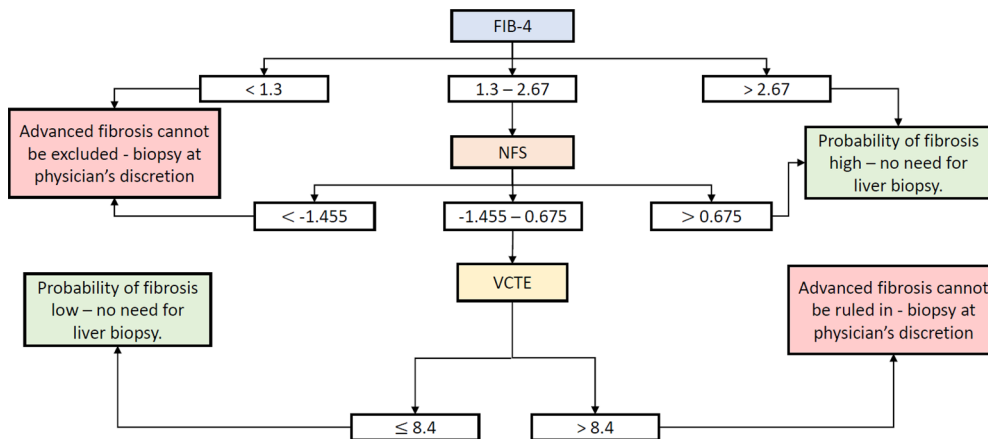 FIB-4
< 1.3
1.3 – 2.67
> 2.67
Advanced fibrosis cannot
be excluded - biopsy at
physician’s discretion
NFS
Probability of fibrosis
high – no need for
liver biopsy.
< -1.455
-1.455 – 0.675
> 0.675
Probability of fibrosis
low – no need for
liver biopsy.
VCTE
Advanced fibrosis cannot
be ruled in - biopsy at
physician’s discretion
≤ 8.4
> 8.4